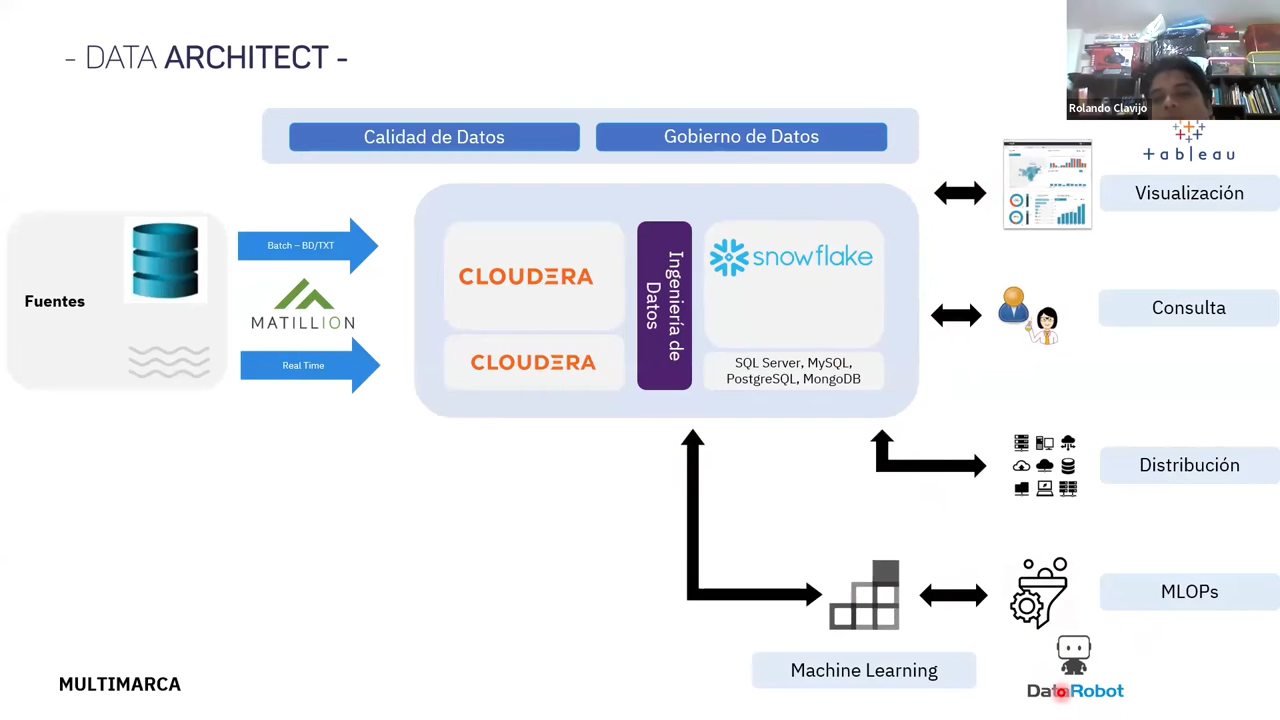 - DATA ARCHITECT -
Rolando Clavijo
Calidad de Datos
Gobierno de Datos
+ a b | e a u
Visualización
Fuentes
Batch – BD/TXT
MATILLION
Real Time
CLOUDERA
CLOUDERA
Ingeniería de
Datos
snowflake
SQL Server, MySQL,
PostgreSQL, MongoDB
Consulta
Distribución
MLOPs
Machine Learning
DataRobot
MULTIMARCA